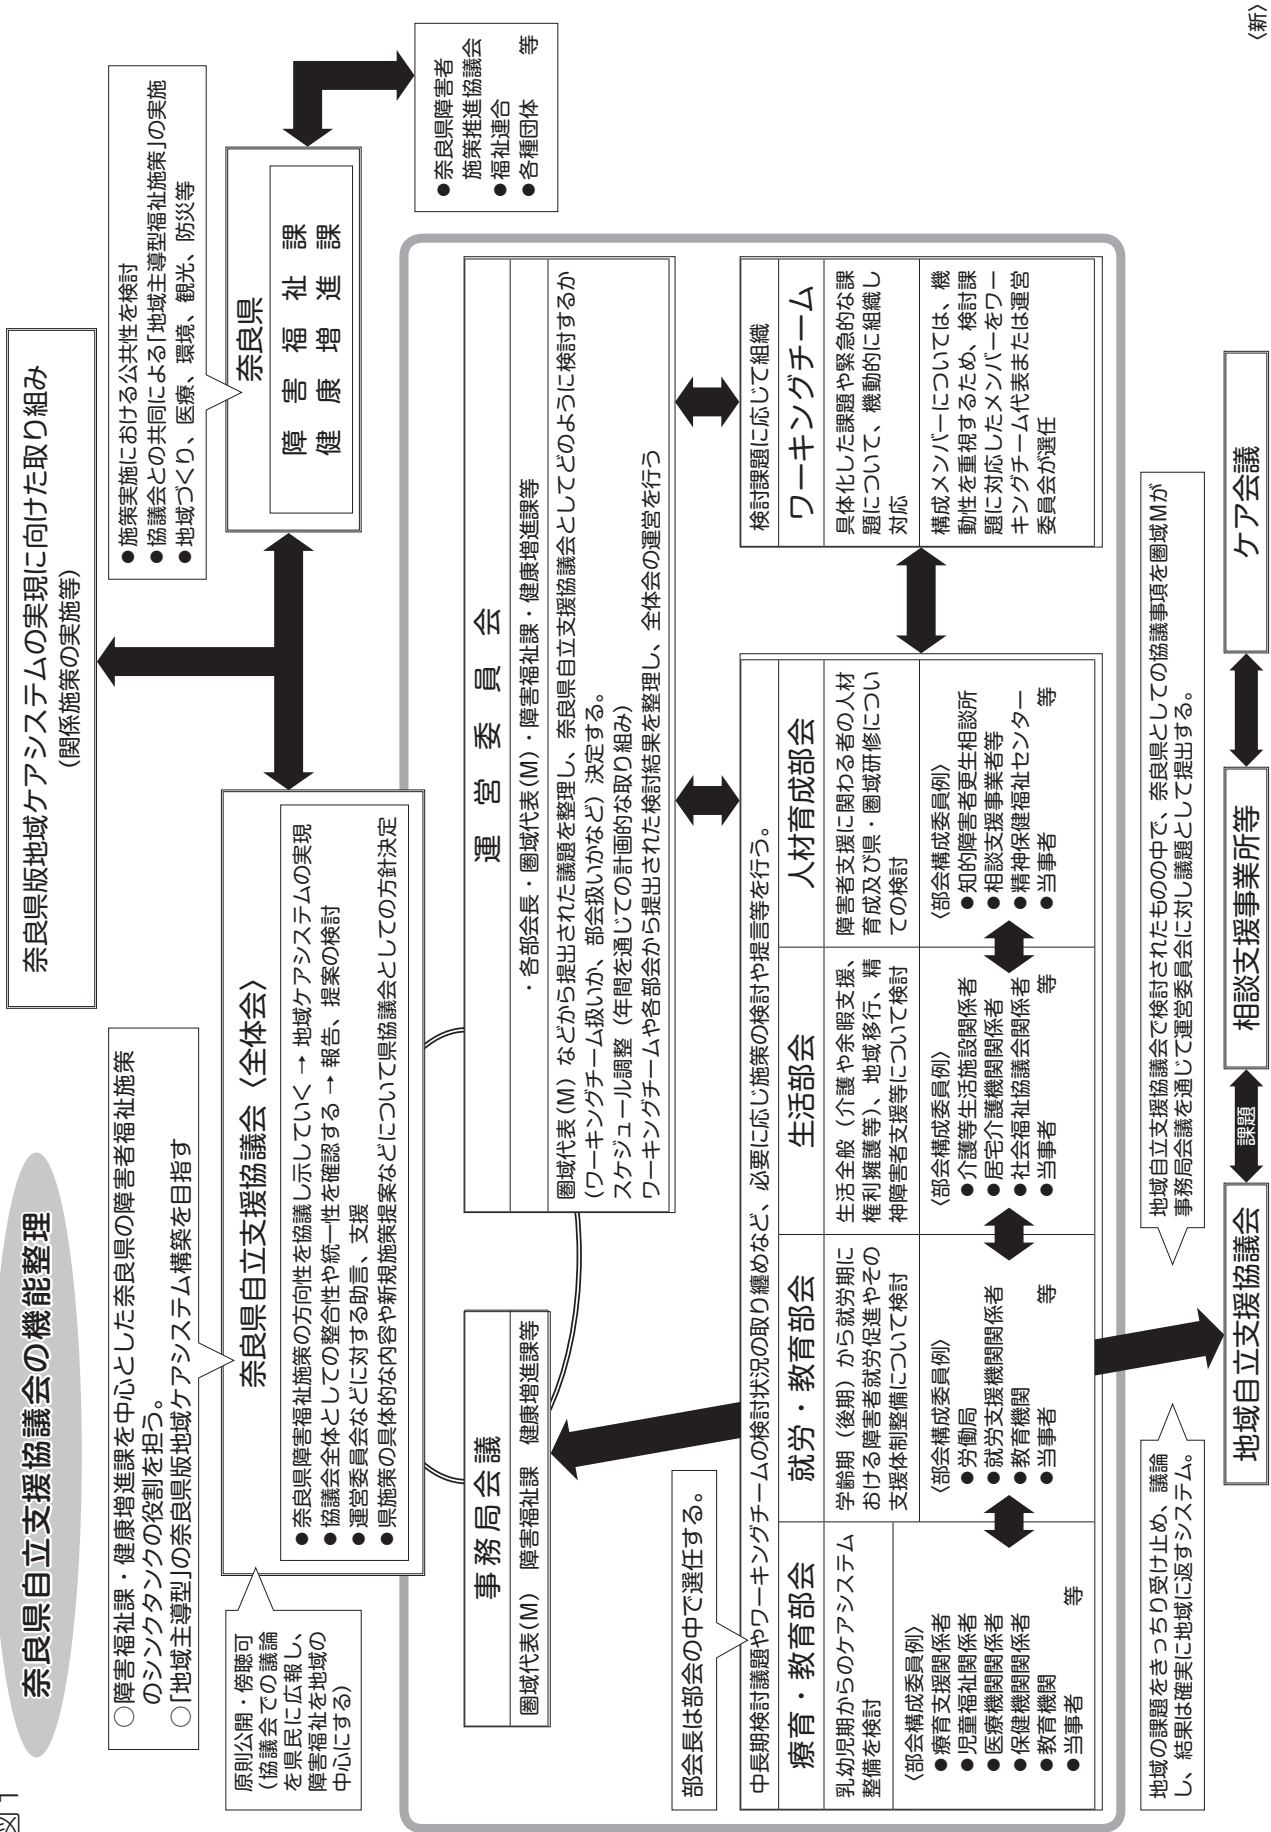 図1
奈良県自立支援協議会の機能整理
奈良県版地域ケアシステムの実現に向けた取り組み
(関係施策の実施等)
○障害福祉課・健康増進課を中心とした奈良県の障害者福祉施策
のシンクタンクの役割を担う。
○「地域主導型」の奈良県版地域ケアシステム構築を目指す
●施策実施における公共性を検討
●協議会との共同による「地域主導型福祉施策」の実施
●地域づくり、医療、環境、観光、防災等
原則公開・傍聴可
(協議会での議論
を県民に広報し、
障害福祉を地域の
中心にする)
奈良県自立支援協議会〈全体会〉
●奈良県障害福祉施策の方向性を協議し示していく → 地域ケアシステムの実現
●協議会全体としての整合性や統一性を確認する → 報告、提案の検討
●運営委員会などに対する助言、支援
●県施策の具体的な内容や新規施策提案などについて県協議会としての方針決定
奈良県
障害福祉課
健康増進課
●奈良県障害者
施策推進協議会
●福祉連合
●各種団体 等
事務局会議
圏域代表(M) 障害福祉課 健康増進課等
運営委員会
・各部会長・圏域代表(M)・障害福祉課・健康増進課等
圏域代表(M)などから提出された議題を整理し、奈良県自立支援協議会としてどのように検討するか
(ワーキングチーム扱いか、部会扱いかなど)決定する。
スケジュール調整(年間を通じての計画的な取り組み)
ワーキングチームや各部会から提出された検討結果を整理し、全体会の運営を行う
部会長は部会の中で選任する。
中長期検討議題やワーキングチームの検討状況の取り纏めなど、必要に応じ施策の検討や提言等を行う。
療育・教育部会
乳幼児期からのケアシステム
整備を検討
〈部会構成委員例〉
●療育支援関係者
●児童福祉関係者
●医療機関関係者
●保健機関関係者
●教育機関
●当事者 等
就労・教育部会
学齢期(後期)から就労期に
おける障害者就労促進やその
支援体制整備について検討
〈部会構成委員例〉
●労働局
●就労支援機関関係者
●教育機関
●当事者 等
生活部会
生活全般(介護や余暇支援、
権利擁護等)、地域移行、精
神障害者支援等について検討
〈部会構成委員例〉
●介護等生活施設関係者
●居宅介護機関関係者
●社会福祉協議会関係者
●当事者 等
人材育成部会
障害者支援に関わる者の人材
育成及び県・圏域研修につい
ての検討
〈部会構成委員例〉
●知的障害者更生相談所
●相談支援事業者等
●精神保健福祉センター
●当事者 等
検討課題に応じて組織
ワーキングチーム
具体化した課題や緊急的な課
題について、機動的に組織し
対応
構成メンバーについては、機
動性を重視するため、検討課
題に対応したメンバーをワー
キングチーム代表または運営
委員会が選任
地域の課題をきっちり受け止め、議論
し、結果は確実に地域に返すシステム。
地域自立支援協議会で検討されたものの中で、奈良県としての協議事項を圏域Mが
事務局会議を通じて運営委員会に対し議題として提出する。
地域自立支援協議会
課題
相談支援事業所等
ケア会議
〈新〉